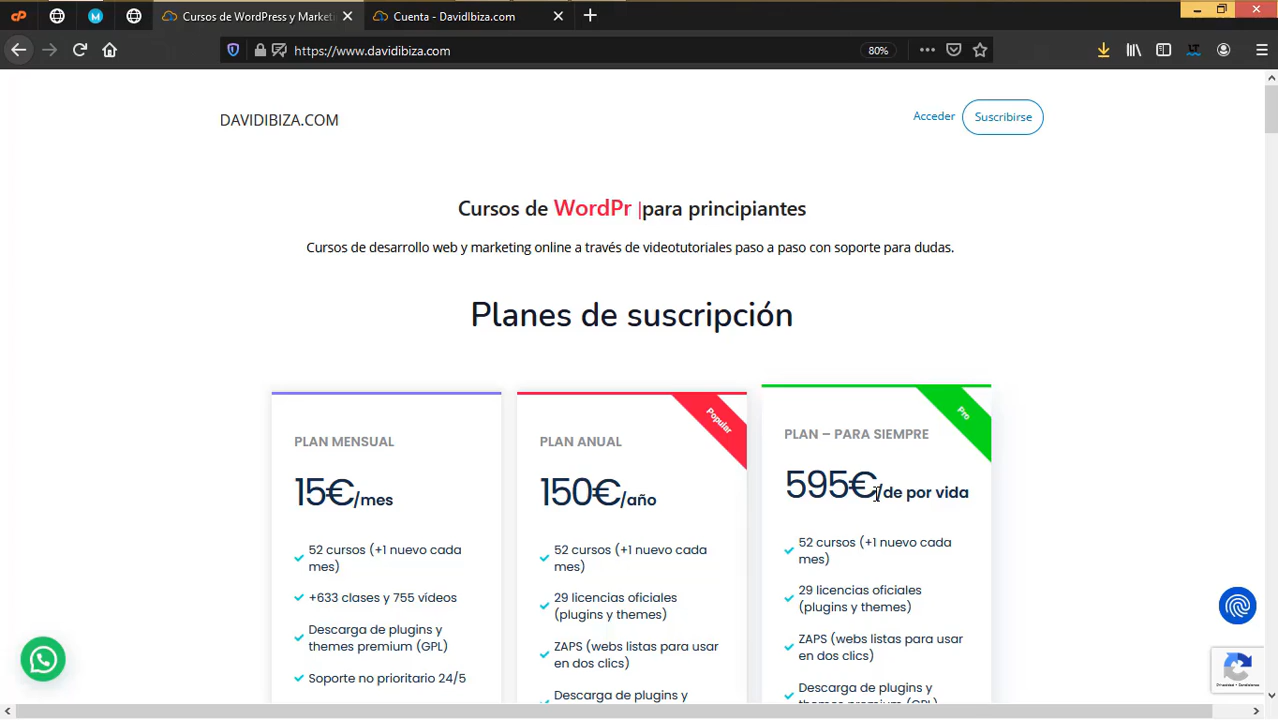 Cursos de WordPress y Market
Cuenta - DavidIbiza.com
https://www.davidibiza.com
80%
DAVIDIBIZA.COM
Acceder
Suscribirse
Cursos de WordPr |para principiantes
Cursos de desarrollo web y marketing online a través de videotutoriales paso a paso con soporte para dudas.
Planes de suscripción
PLAN MENSUAL
15€/mes
52 cursos (+1 nuevo cada
mes)
+633 clases y 755 vídeos
Descarga de plugins y
themes premium (GPL)
Soporte no prioritario 24/5
Popular
PLAN ANUAL
150€/año
52 cursos (+1 nuevo cada
mes)
29 licencias oficiales
(plugins y themes)
ZAPS (webs listas para usar
en dos clics)
Descarga de plugins y
Pro
PLAN – PARA SIEMPRE
595€/de por vida
52 cursos (+1 nuevo cada
mes)
29 licencias oficiales
(plugins y themes)
ZAPS (webs listas para usar
en dos clics)
Descarga de plugins y
themes premium (GPL)